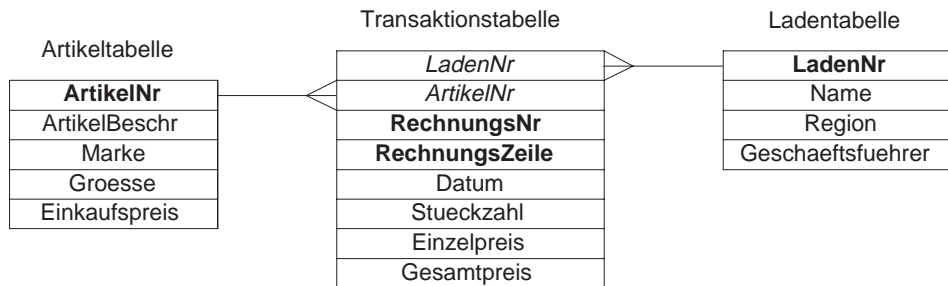 Artikeltabelle
ArtikelNr
ArtikelBeschr
Marke
Groesse
Einkaufspreis
Transaktionstabelle
LadenNr
ArtikelNr
RechnungsNr
RechnungsZeile
Datum
Stueckzahl
Einzelpreis
Gesamtpreis
Ladentabelle
LadenNr
Name
Region
Geschaeftsfuehrer